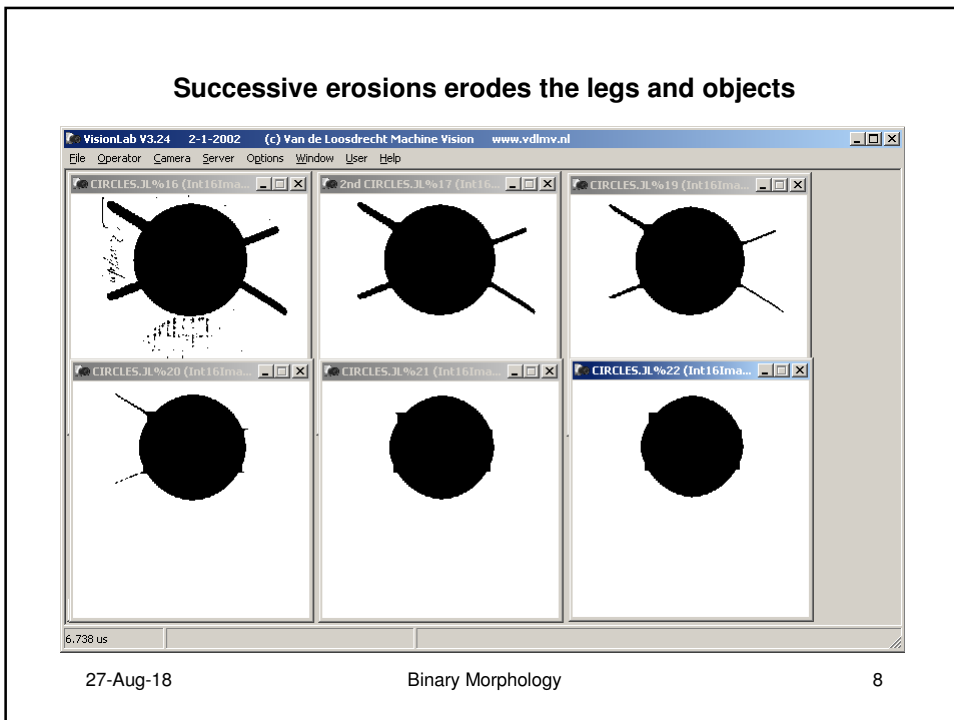 Successive erosions erodes the legs and objects
VisionLab V3.24 2-1-2002 (c) Van de Loosdrecht Machine Vision www.vdlmv.nl
File Operator Camera Server Options Window User Help
CIRCLES.JL%16 (Int16Ima...
2nd CIRCLES.JL%17 (Int16...
CIRCLES.JL%19 (Int16Ima...
CIRCLES.JL%20 (Int16Ima...
CIRCLES.JL%21 (Int16Ima...
CIRCLES.JL%22 (Int16Ima...
6.738 us
27-Aug-18
Binary Morphology
8